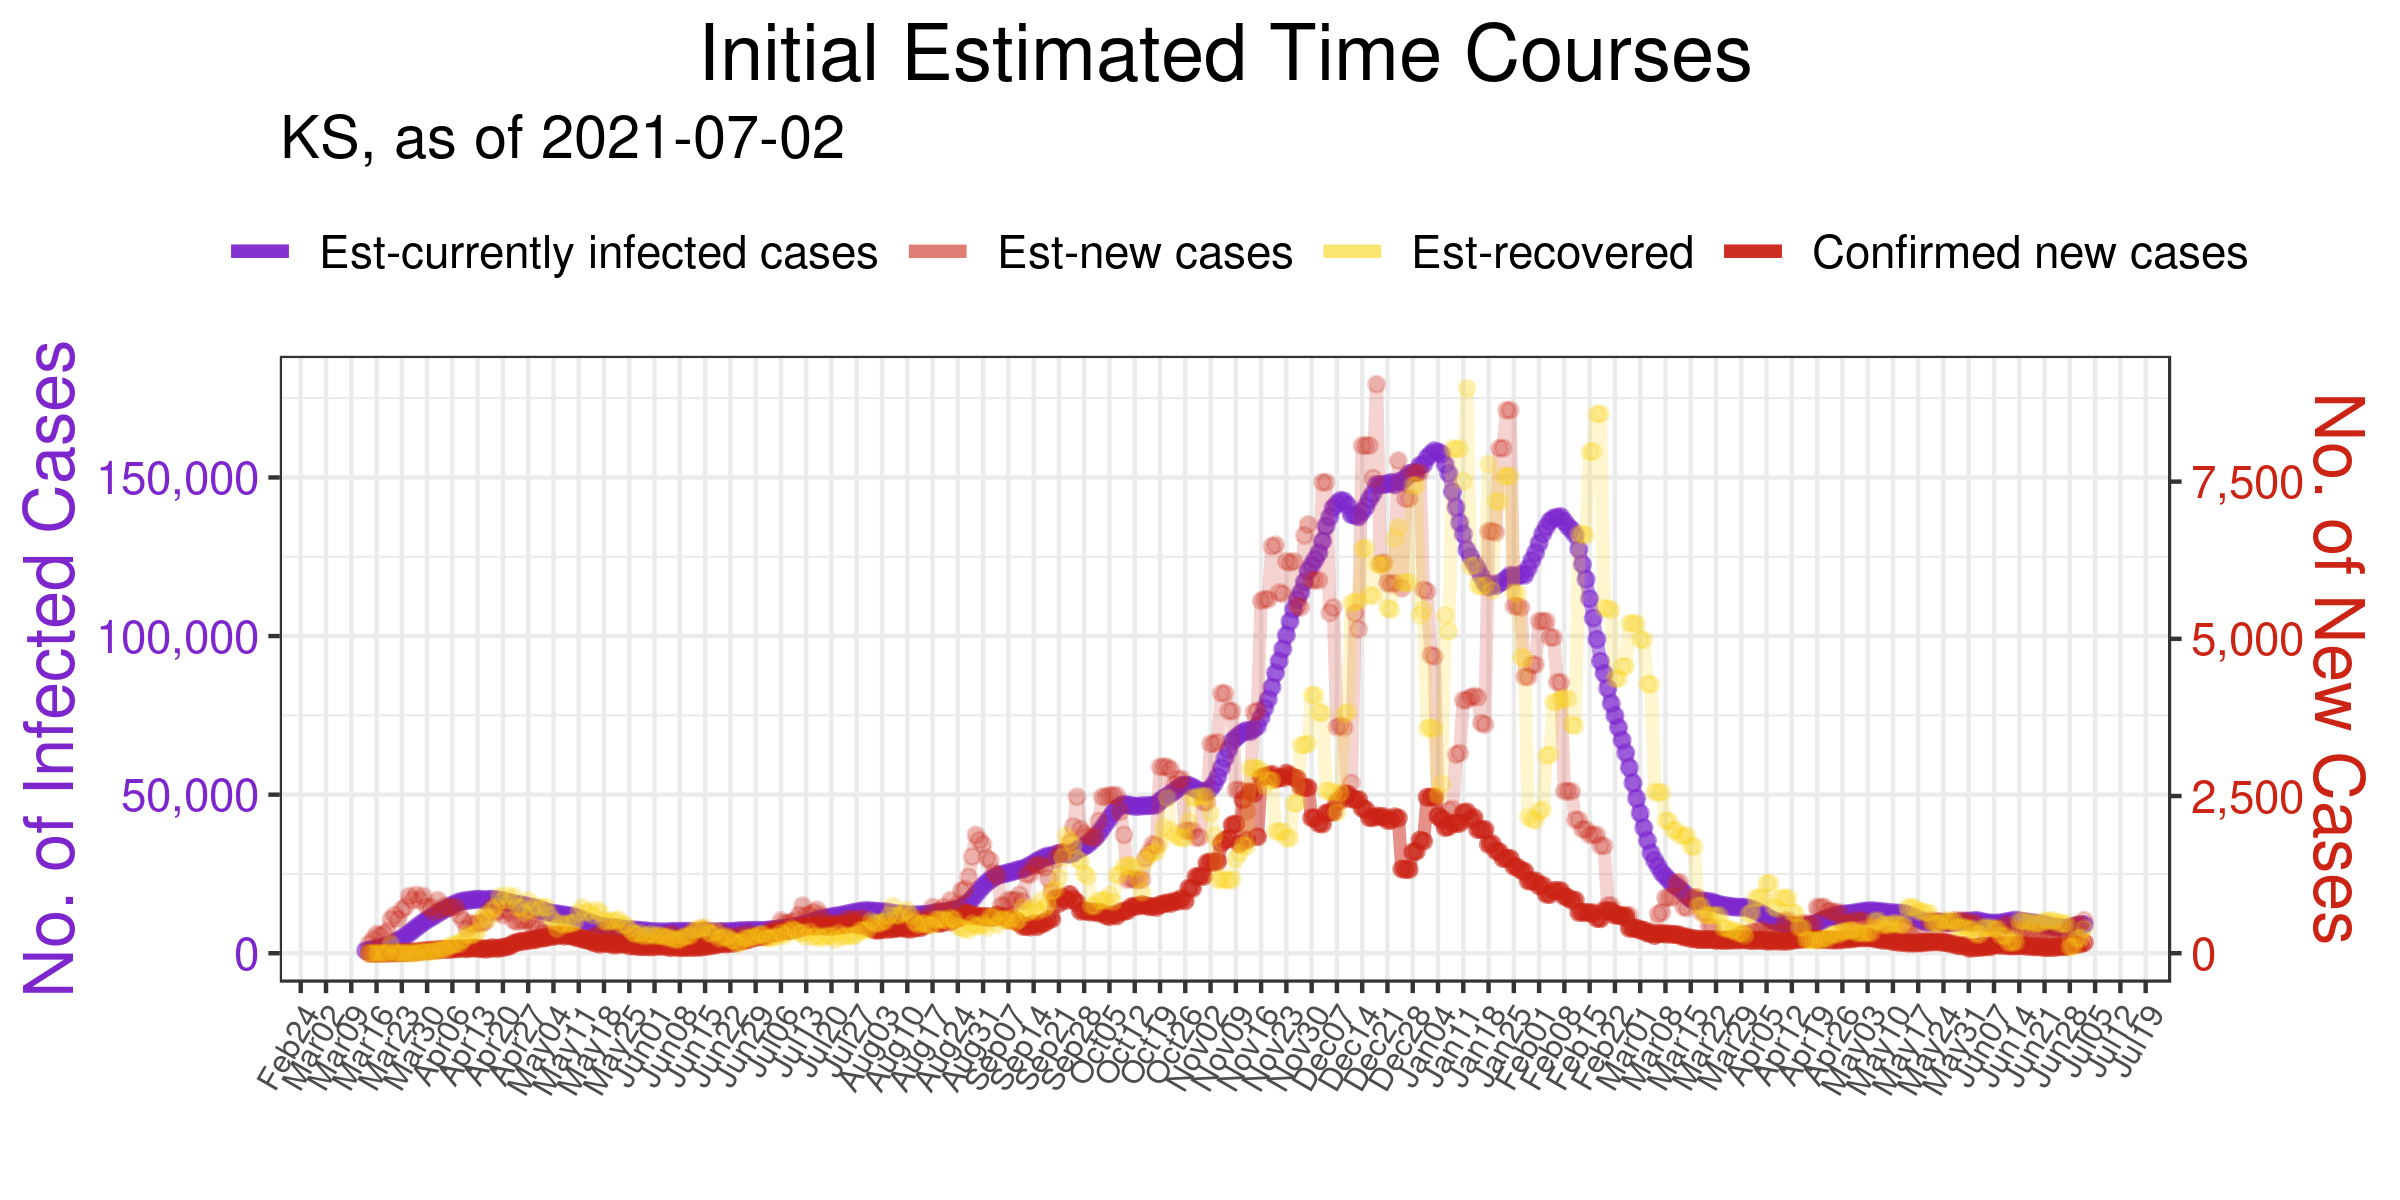 Initial Estimated Time Courses
KS, as of 2021-07-02
Est-currently infected cases
Est-new cases
Est-recovered
Confirmed new cases
No. of Infected Cases
150,000
100,000
50,000
0
7,500
5,000
2,500
0
No. of New Cases
Feb24
Mar02
Mar09
Mar16
Mar23
Mar30
Apr06
Apr13
Apr20
Apr27
May04
May11
May18
May25
Jun01
Jun08
Jun15
Jun22
Jun29
Jul06
Jul13
Jul20
Jul27
Aug03
Aug10
Aug17
Aug24
Aug31
Sep07
Sep14
Sep21
Sep28
Oct05
Oct12
Oct19
Oct26
Nov02
Nov09
Nov16
Nov23
Nov30
Dec07
Dec14
Dec21
Dec28
Jan04
Jan11
Jan18
Jan25
Feb01
Feb08
Feb15
Feb22
Mar01
Mar08
Mar15
Mar22
Mar29
Apr05
Apr12
Apr19
Apr26
May03
May10
May17
May24
May31
Jun07
Jun14
Jun21
Jun28
Jul05
Jul12
Jul19